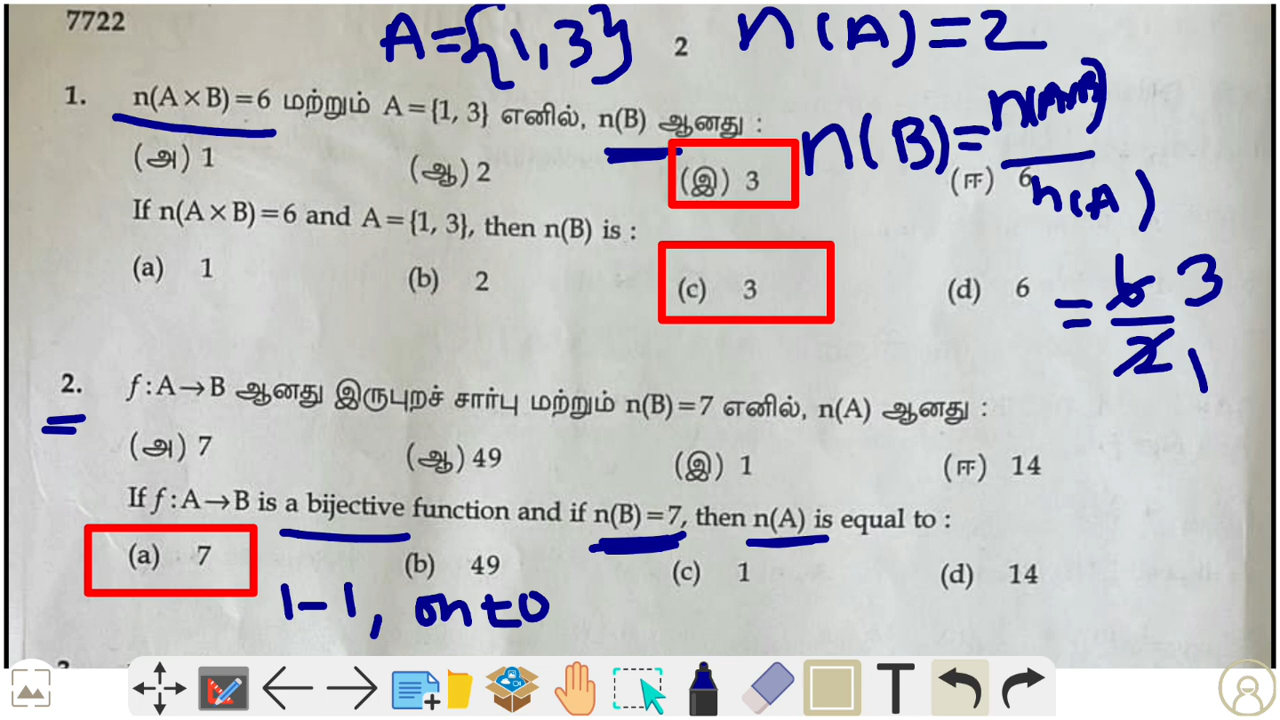 7722
A={1,3}
2
n(A)=2
1. n(A×B)=6 மற்றும் A={1, 3} எனில், n(B) ஆனது :
n(B)=n(A×B)/n(A)
(அ) 1 (ஆ) 2 (இ) 3 (ஈ) 6
If n(A×B)=6 and A={1, 3}, then n(B) is :
(a) 1 (b) 2 (c) 3 (d) 6
= 6 3
2 1
2. f:A→B ஆனது இருபுறச் சார்பு மற்றும் n(B)=7 எனில், n(A) ஆனது :
(அ) 7 (ஆ) 49 (இ) 1 (ஈ) 14
If f:A→B is a bijective function and if n(B)=7, then n(A) is equal to :
(a) 7 (b) 49 (c) 1 (d) 14
1-1, onto
T